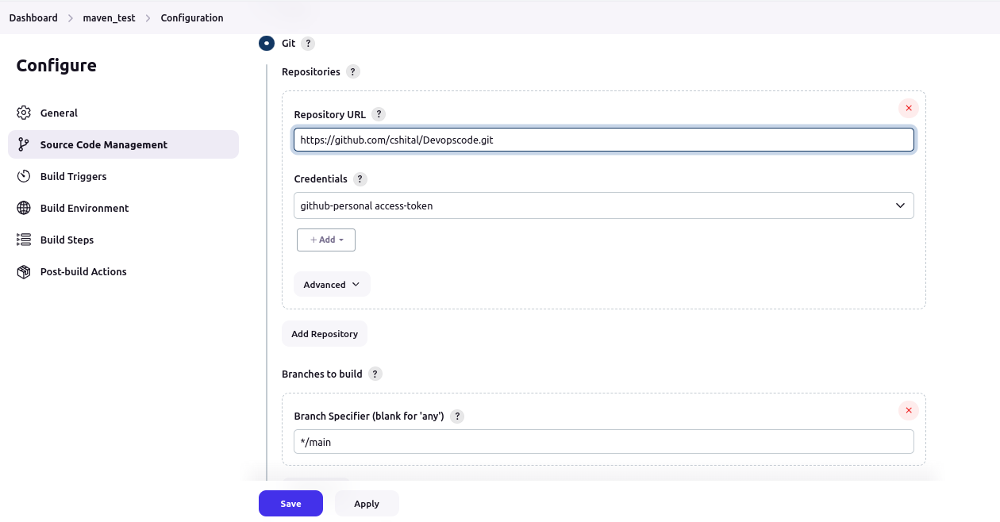 Dashboard > maven_test > Configuration
Configure
General
Source Code Management
Build Triggers
Build Environment
Build Steps
Post-build Actions
Git ?
Repositories ?
Repository URL ?
https://github.com/cshital/Devopscode.git
Credentials ?
github-personal access-token
+ Add
Advanced
Add Repository
Branches to build ?
Branch Specifier (blank for 'any') ?
*/main
Save
Apply